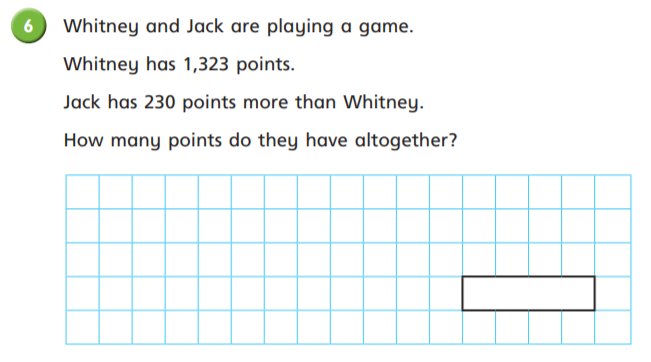 6 Whitney and Jack are playing a game.
Whitney has 1,323 points.
Jack has 230 points more than Whitney.
How many points do they have altogether?